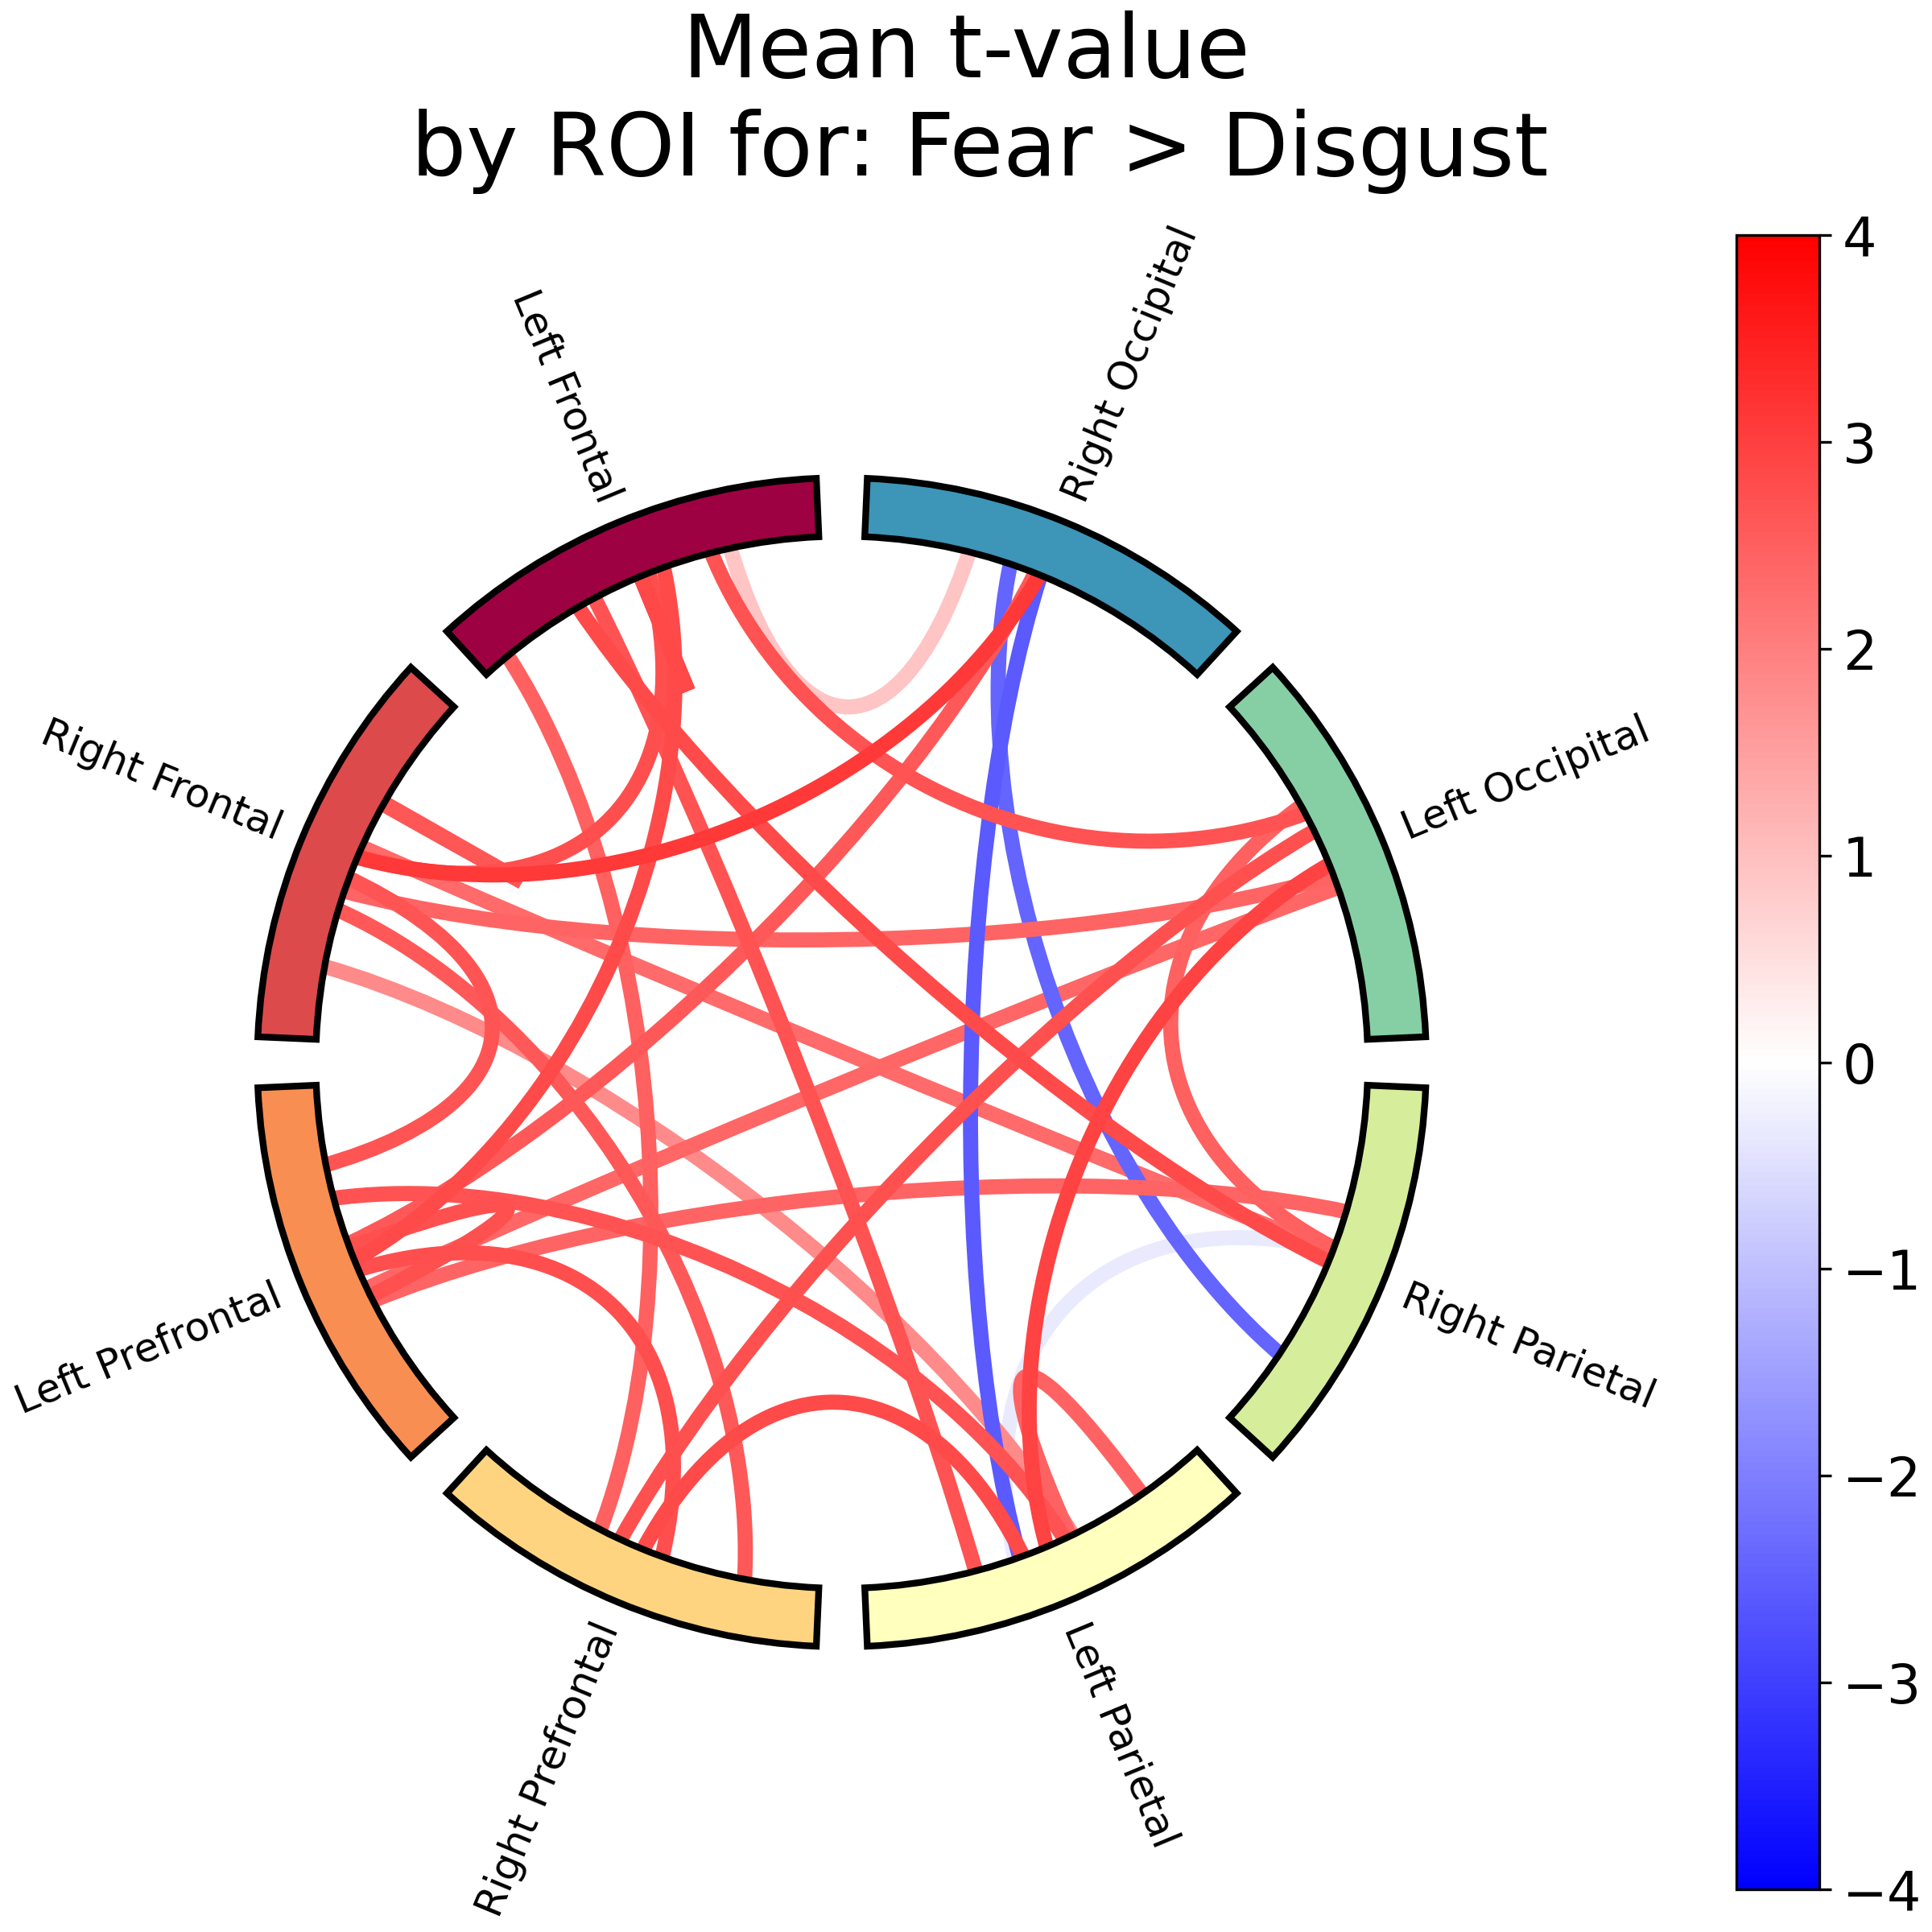 Mean t-value
by ROI for: Fear > Disgust
Left Frontal
Right Occipital
Right Frontal
Left Occipital
Left Prefrontal
Right Parietal
Right Prefrontal
Left Parietal
4
3
2
1
0
−1
−2
−3
−4